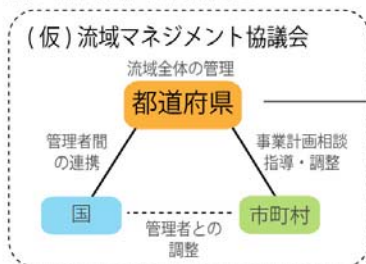 (仮)流域マネジメント協議会
流域全体の管理
都道府県
管理者間
の連携
事業計画相談
指導・調整
国
市町村
管理者との
調整